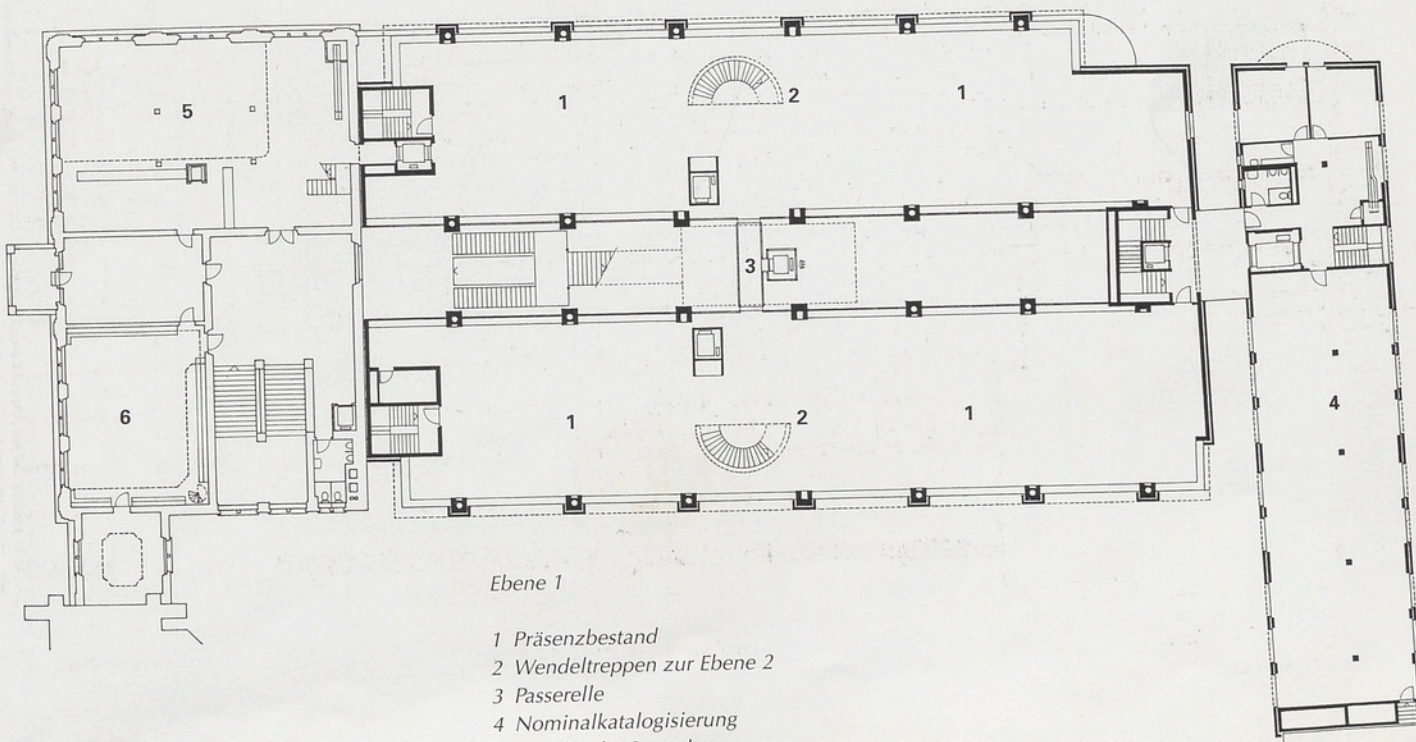 5
1
2
1
3
6
1
2
1
4
Ebene 1
1 Präsenzbestand
2 Wendeltreppen zur Ebene 2
3 Passerelle
4 Nominalkatalogisierung